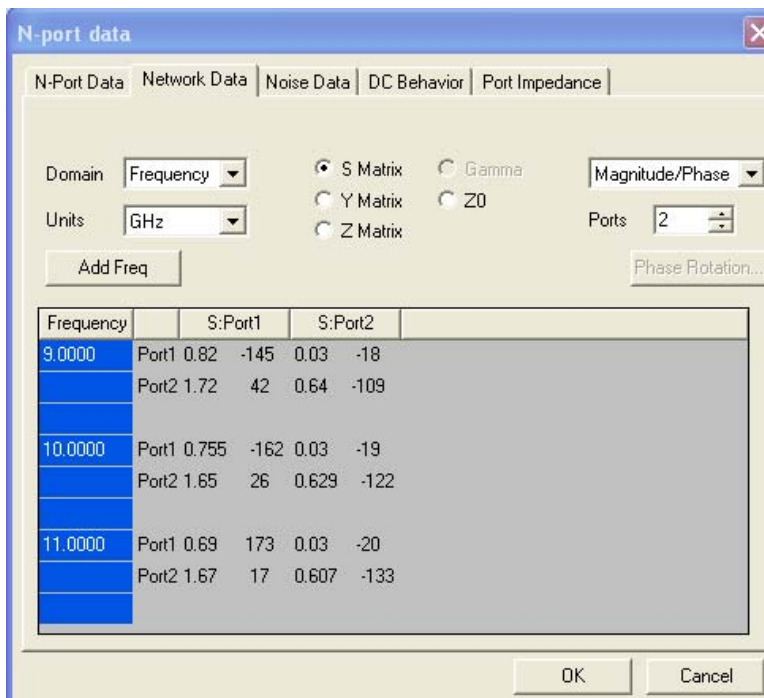 N-port data
N-Port Data Network Data Noise Data DC Behavior Port Impedance
Domain Frequency S Matrix Gamma Magnitude/Phase
Y Matrix Z0
Units GHz Z Matrix Ports 2
Add Freq Phase Rotation...
Frequency S:Port1 S:Port2
9.0000 Port1 0.82 -145 0.03 -18
Port2 1.72 42 0.64 -109
10.0000 Port1 0.755 -162 0.03 -19
Port2 1.65 26 0.629 -122
11.0000 Port1 0.69 173 0.03 -20
Port2 1.67 17 0.607 -133
OK Cancel